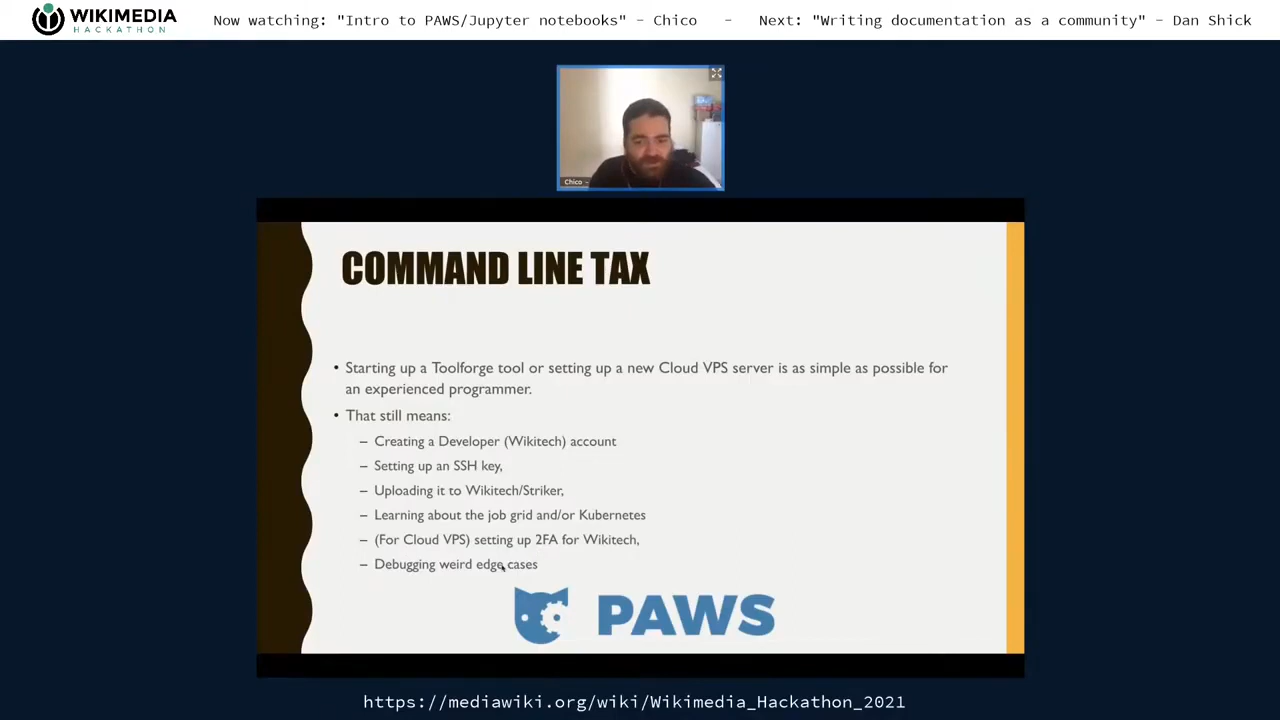 WIKIMEDIA
HACKATHON
Now watching: "Intro to PAWS/Jupyter notebooks" - Chico - Next: "Writing documentation as a community" - Dan Shick
Chico -
COMMAND LINE TAX
• Starting up a Toolforge tool or setting up a new Cloud VPS server is as simple as possible for
an experienced programmer.
• That still means:
– Creating a Developer (Wikitech) account
– Setting up an SSH key,
– Uploading it to Wikitech/Striker,
– Learning about the job grid and/or Kubernetes
– (For Cloud VPS) setting up 2FA for Wikitech,
– Debugging weird edge cases
PAWS
https://mediawiki.org/wiki/Wikimedia_Hackathon_2021